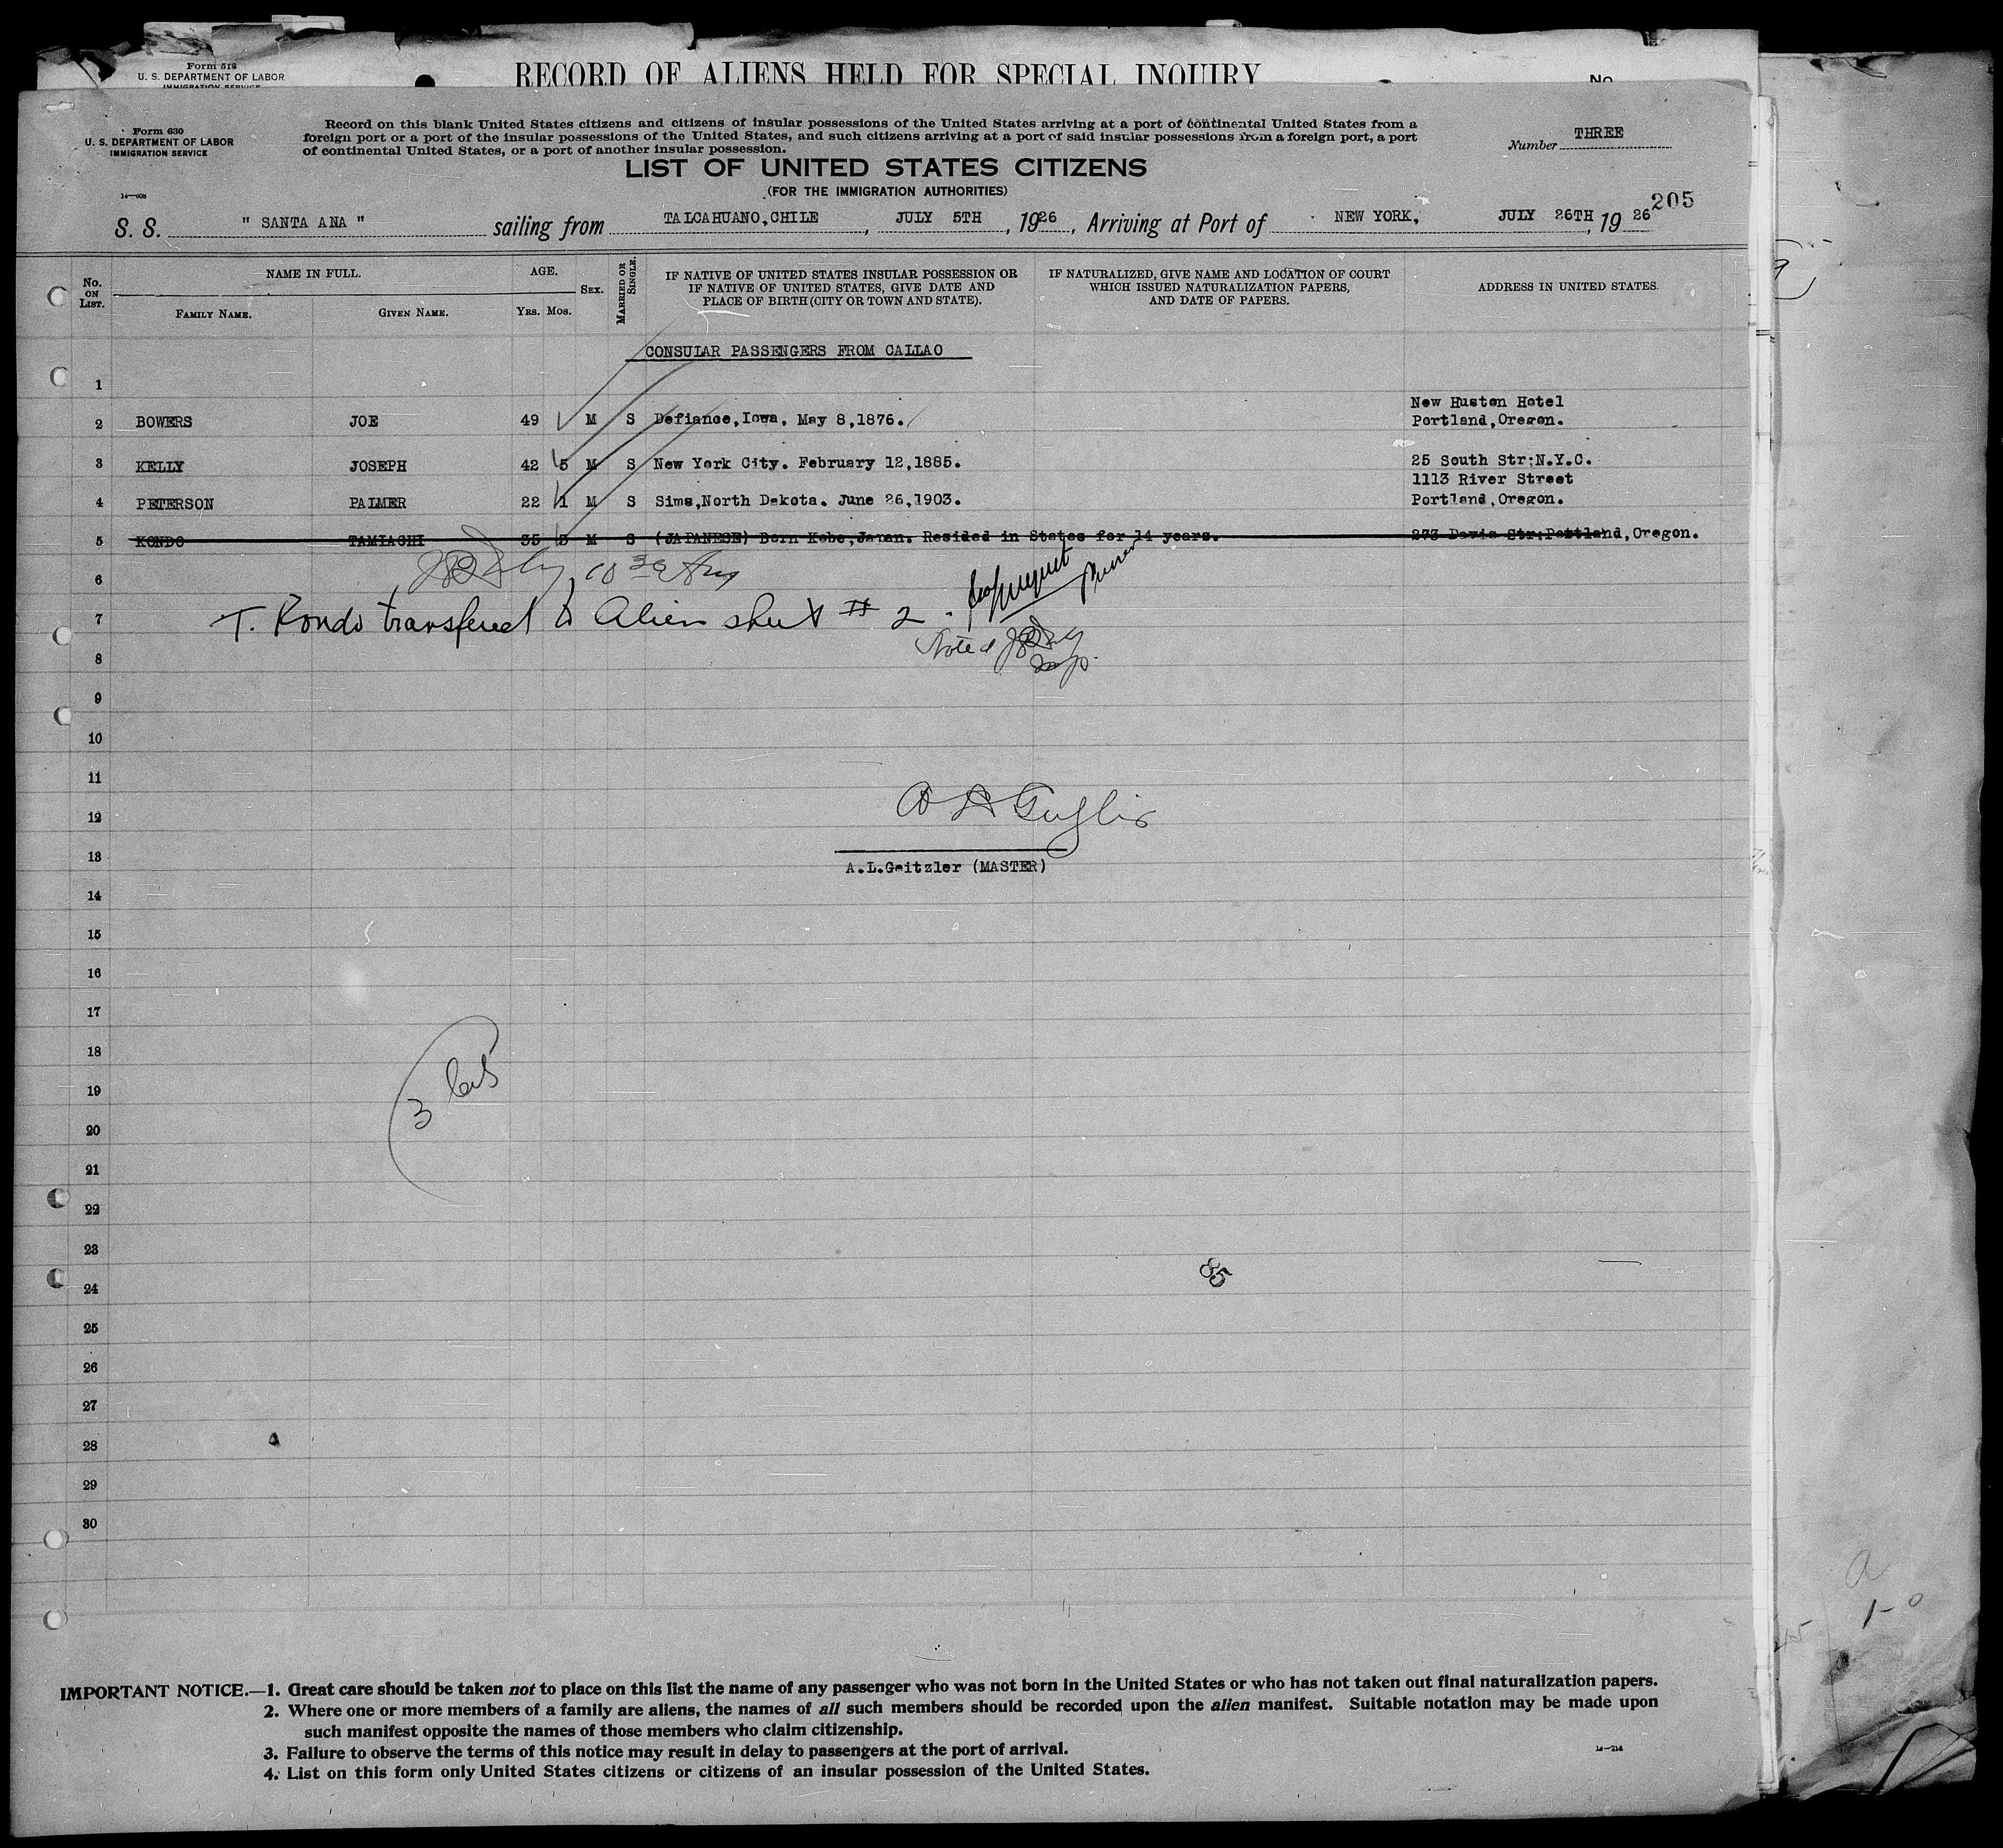 Form 518
U. S. DEPARTMENT OF LABOR
IMMIGRATION SERVICE
RECORD OF ALIENS HELD FOR SPECIAL INQUIRY
No.
Form 630
U. S. DEPARTMENT OF LABOR
IMMIGRATION SERVICE
Record on this blank United States citizens and citizens of insular possessions of the United States arriving at a port of continental United States from a
foreign port or a port of the insular possessions of the United States, and such citizens arriving at a port of said insular possessions from a foreign port, a port
of continental United States, or a port of another insular possession.
Number THREE
LIST OF UNITED STATES CITIZENS
(FOR THE IMMIGRATION AUTHORITIES)
205
S. S. " SANTA ANA " sailing from TALCAHUANO,CHILE , JULY 5TH , 1926 , Arriving at Port of NEW YORK, JULY 26TH , 19 26
No. ON LIST.
NAME IN FULL.
FAMILY NAME. GIVEN NAME.
AGE.
YRS. MOS.
SEX.
MARRIED OR SINGLE.
IF NATIVE OF UNITED STATES INSULAR POSSESSION OR
IF NATIVE OF UNITED STATES, GIVE DATE AND
PLACE OF BIRTH (CITY OR TOWN AND STATE).
IF NATURALIZED, GIVE NAME AND LOCATION OF COURT
WHICH ISSUED NATURALIZATION PAPERS,
AND DATE OF PAPERS.
ADDRESS IN UNITED STATES.
CONSULAR PASSENGERS FROM CALLAO
1
New Huston Hotel
2 BOWERS JOE 49 M S Defiance,Iowa, May 8,1876. Portland,Oregon.
3 KELLY JOSEPH 42 5 M S New York City. February 12,1885. 25 South Str:N.Y.C.
1113 River Street
4 PETERSON PALMER 22 1 M S Sims,North Dakota. June 26,1903. Portland,Oregon.
5 KONDO TAMIACHI 35 3 M S (JAPANESE) Born Kobe,Japan. Resided in States for 14 years. 273 Davis Str:Portland,Oregon.
6
7 T. Kondo transfered to Alien sheet # 2 .
8 Noted
9
10
11
12
13 A.L.Geitzler (MASTER)
14
15
16
17
18
19
20
21
22
23
24
25
26
27
28
29
30
3
85
IMPORTANT NOTICE.—1. Great care should be taken not to place on this list the name of any passenger who was not born in the United States or who has not taken out final naturalization papers.
2. Where one or more members of a family are aliens, the names of all such members should be recorded upon the alien manifest. Suitable notation may be made upon
such manifest opposite the names of those members who claim citizenship.
3. Failure to observe the terms of this notice may result in delay to passengers at the port of arrival.
4. List on this form only United States citizens or citizens of an insular possession of the United States.